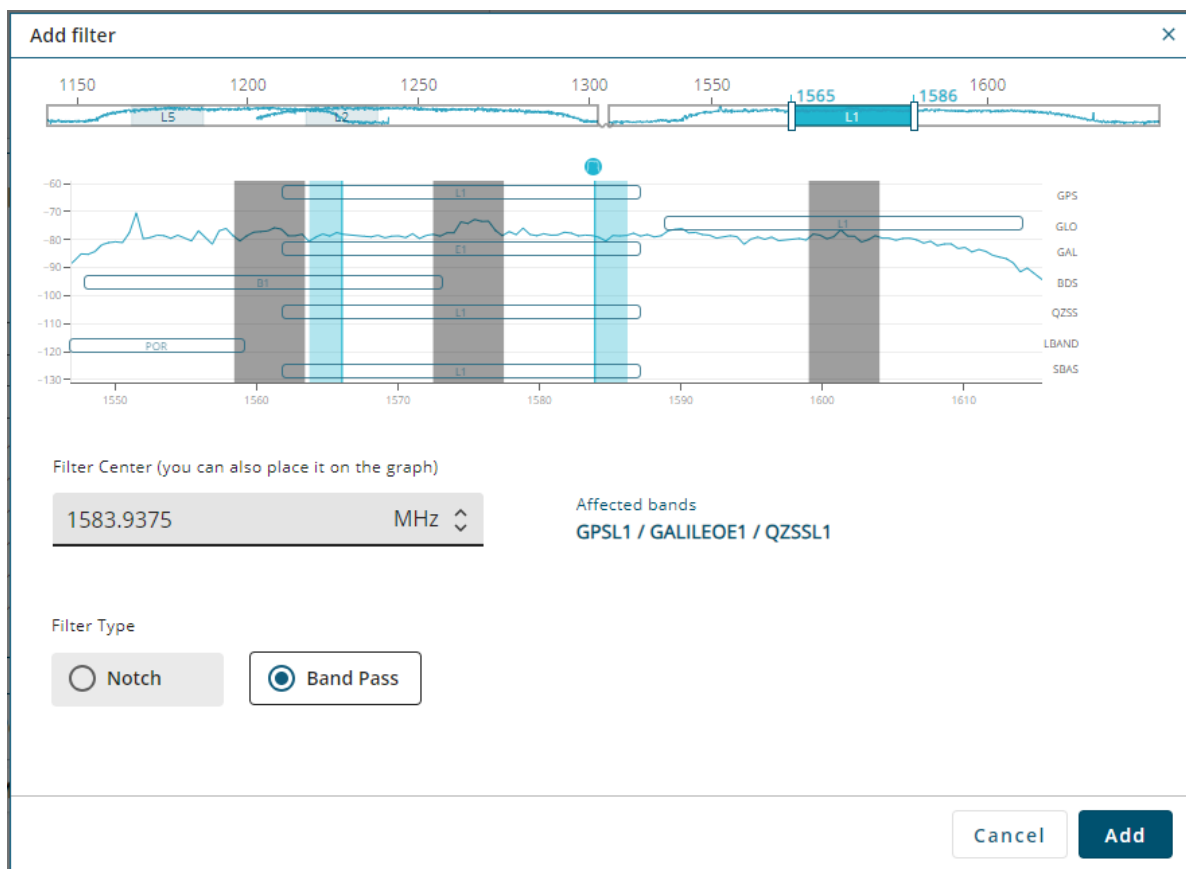 Add filter
1150 1200 1250 1300 1550 1600
1565 1586
L5 L2 L1
-60 L1 GPS
-70 L1 GLO
-80 E1 GAL
-90 B1 BDS
-100
-110 L1 QZSS
-120 POR LBAND
-130 L1 SBAS
1550 1560 1570 1580 1590 1600 1610
Filter Center (you can also place it on the graph)
1583.9375 MHz
Affected bands
GPSL1 / GALILEOE1 / QZSSL1
Filter Type
Notch Band Pass
Cancel Add